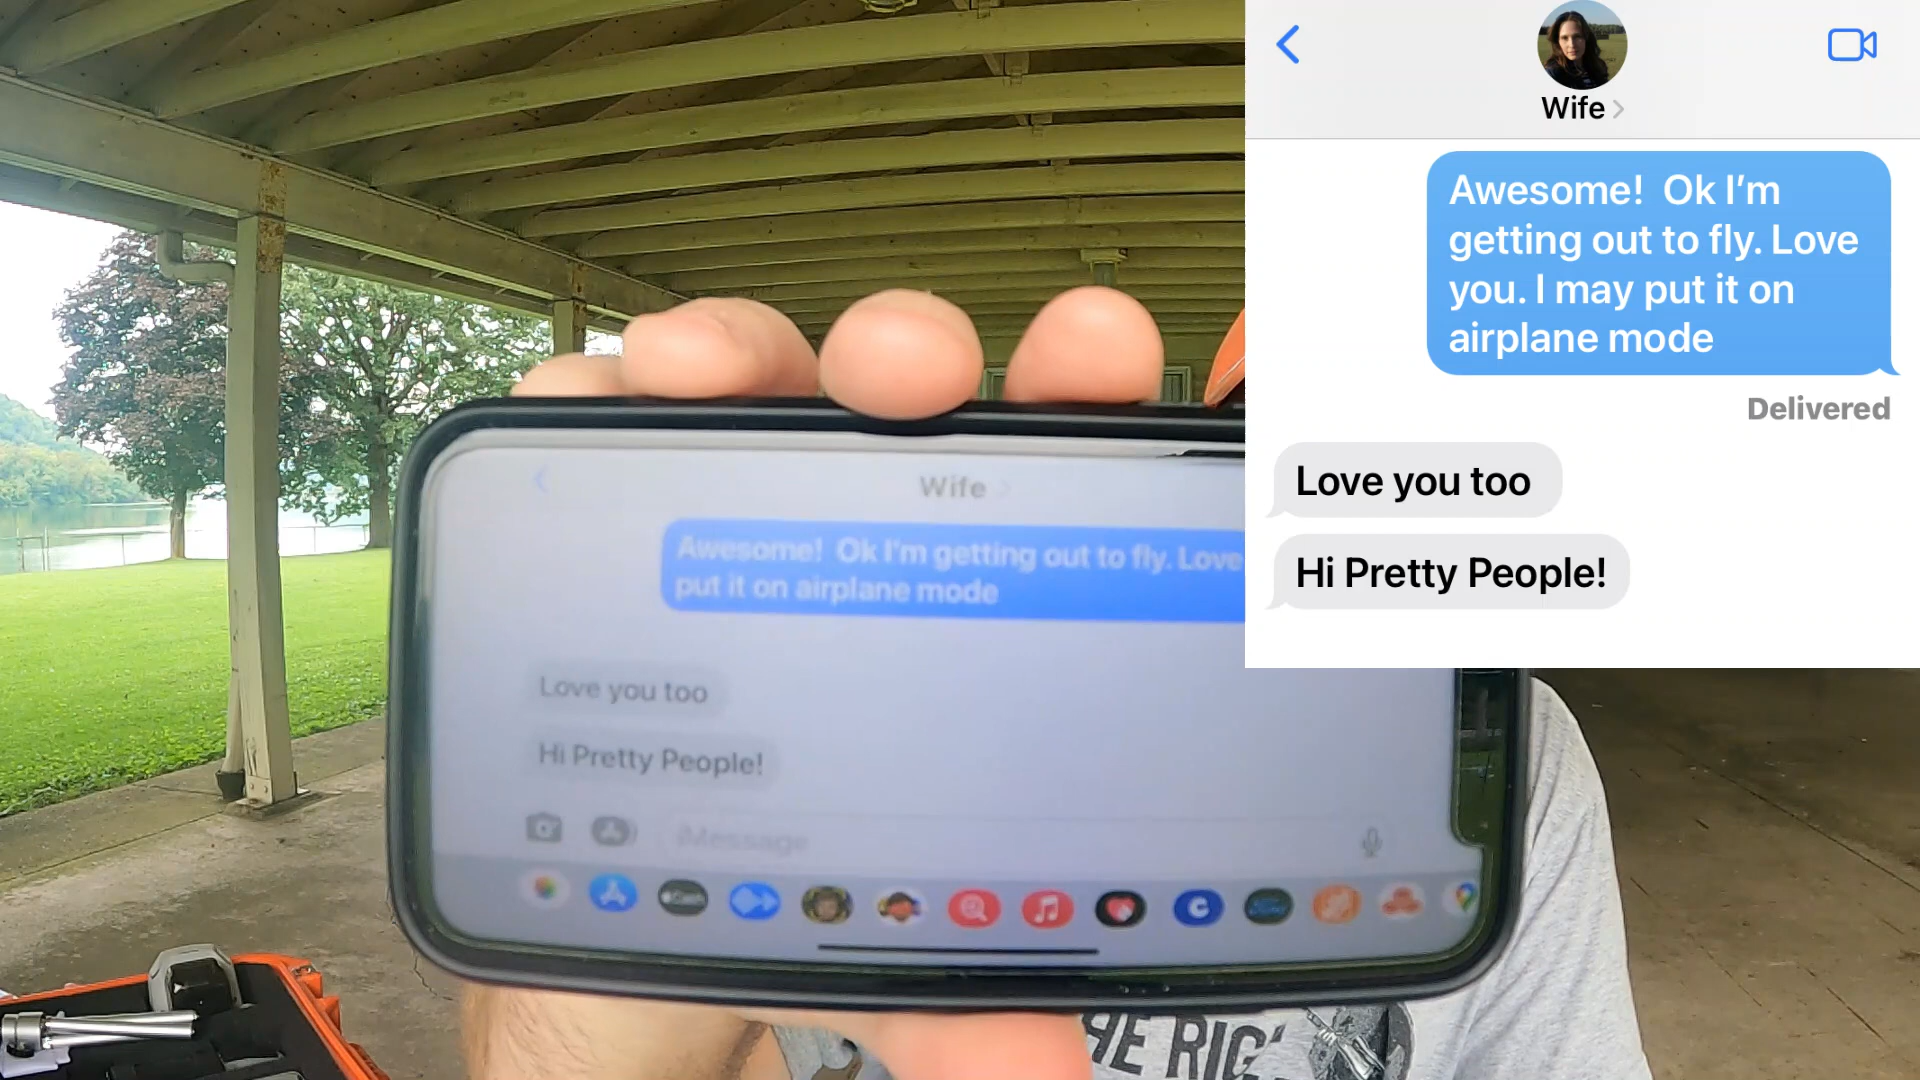 Wife
Awesome!  Ok I’m
getting out to fly. Love
you. I may put it on
airplane mode
Delivered
Love you too
Hi Pretty People!
Wife
Awesome!  Ok I'm getting out to fly. Love
put it on airplane mode
Love you too
Hi Pretty People!
iMessage
HE RIG